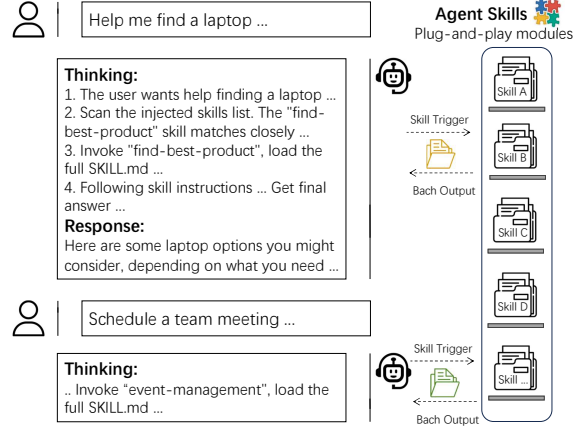 Help me find a laptop ...
Agent Skills
Plug-and-play modules
Thinking:
1. The user wants help finding a laptop ...
2. Scan the injected skills list. The "find-
best-product" skill matches closely ...
3. Invoke "find-best-product", load the
full SKILL.md ...
4. Following skill instructions ... Get final
answer ...
Response:
Here are some laptop options you might
consider, depending on what you need ...
Skill Trigger
Bach Output
Skill A
Skill B
Skill C
Skill D
Skill ...
Schedule a team meeting ...
Thinking:
.. Invoke “event-management”, load the
full SKILL.md ...
Skill Trigger
Bach Output